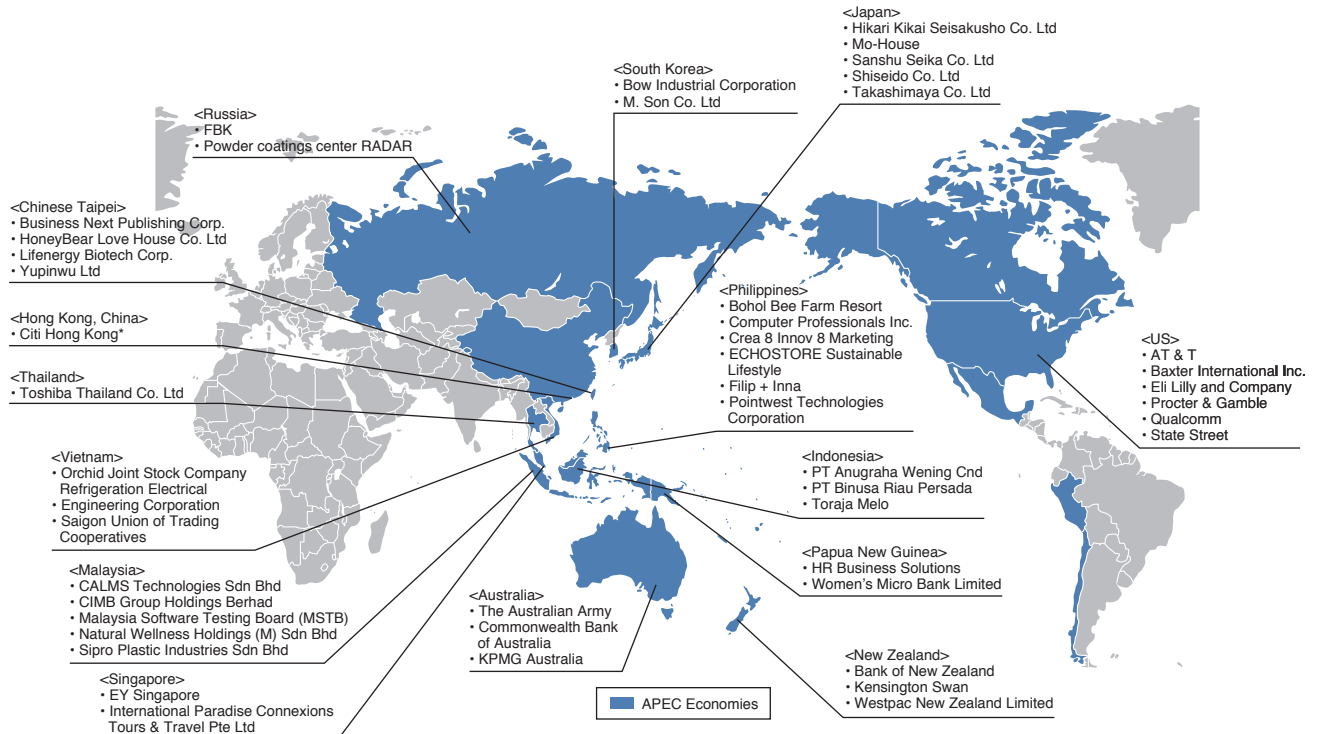 <Japan>
• Hikari Kikai Seisakusho Co. Ltd
• Mo-House
• Sanshu Seika Co. Ltd
• Shiseido Co. Ltd
• Takashimaya Co. Ltd
<South Korea>
• Bow Industrial Corporation
• M. Son Co. Ltd
<Russia>
• FBK
• Powder coatings center RADAR
<Chinese Taipei>
• Business Next Publishing Corp.
• HoneyBear Love House Co. Ltd
• Lifenergy Biotech Corp.
• Yupinwu Ltd
<Hong Kong, China>
• Citi Hong Kong*
<Thailand>
• Toshiba Thailand Co. Ltd
<Philippines>
• Bohol Bee Farm Resort
• Computer Professionals Inc.
• Crea 8 Innov 8 Marketing
• ECHOSTORE Sustainable
Lifestyle
• Filip + Inna
• Pointwest Technologies
Corporation
<US>
• AT & T
• Baxter International Inc.
• Eli Lilly and Company
• Procter & Gamble
• Qualcomm
• State Street
<Vietnam>
• Orchid Joint Stock Company
Refrigeration Electrical
• Engineering Corporation
• Saigon Union of Trading
Cooperatives
<Indonesia>
• PT Anugraha Wening Cnd
• PT Binusa Riau Persada
• Toraja Melo
<Papua New Guinea>
• HR Business Solutions
• Women's Micro Bank Limited
<Malaysia>
• CALMS Technologies Sdn Bhd
• CIMB Group Holdings Berhad
• Malaysia Software Testing Board (MSTB)
• Natural Wellness Holdings (M) Sdn Bhd
• Sipro Plastic Industries Sdn Bhd
<Australia>
• The Australian Army
• Commonwealth Bank
of Australia
• KPMG Australia
<New Zealand>
• Bank of New Zealand
• Kensington Swan
• Westpac New Zealand Limited
<Singapore>
• EY Singapore
• International Paradise Connexions
Tours & Travel Pte Ltd
APEC Economies